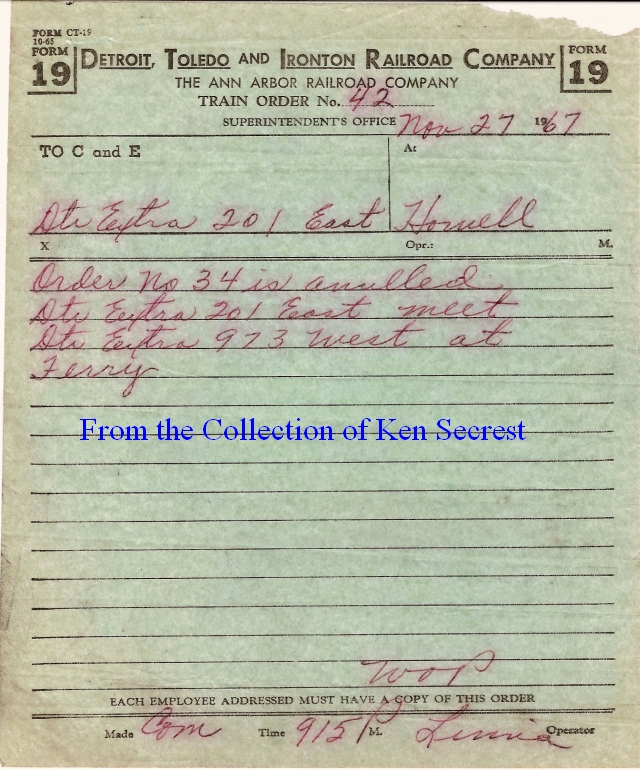 FORM CT-19
10-65
FORM 19
DETROIT, TOLEDO AND IRONTON RAILROAD COMPANY
FORM 19
THE ANN ARBOR RAILROAD COMPANY
TRAIN ORDER No. 42
SUPERINTENDENT'S OFFICE Nov 27 1967
TO C and E
At
Dti Extra 201 East
Howell
X
Opr.: M.
Order No 34 is anulled
Dti Extra 201 East meet
Dti Extra 973 West at
Ferry
From the Collection of Ken Secrest
WOP
EACH EMPLOYEE ADDRESSED MUST HAVE A COPY OF THIS ORDER
Made Com Time 915 P M. Operator